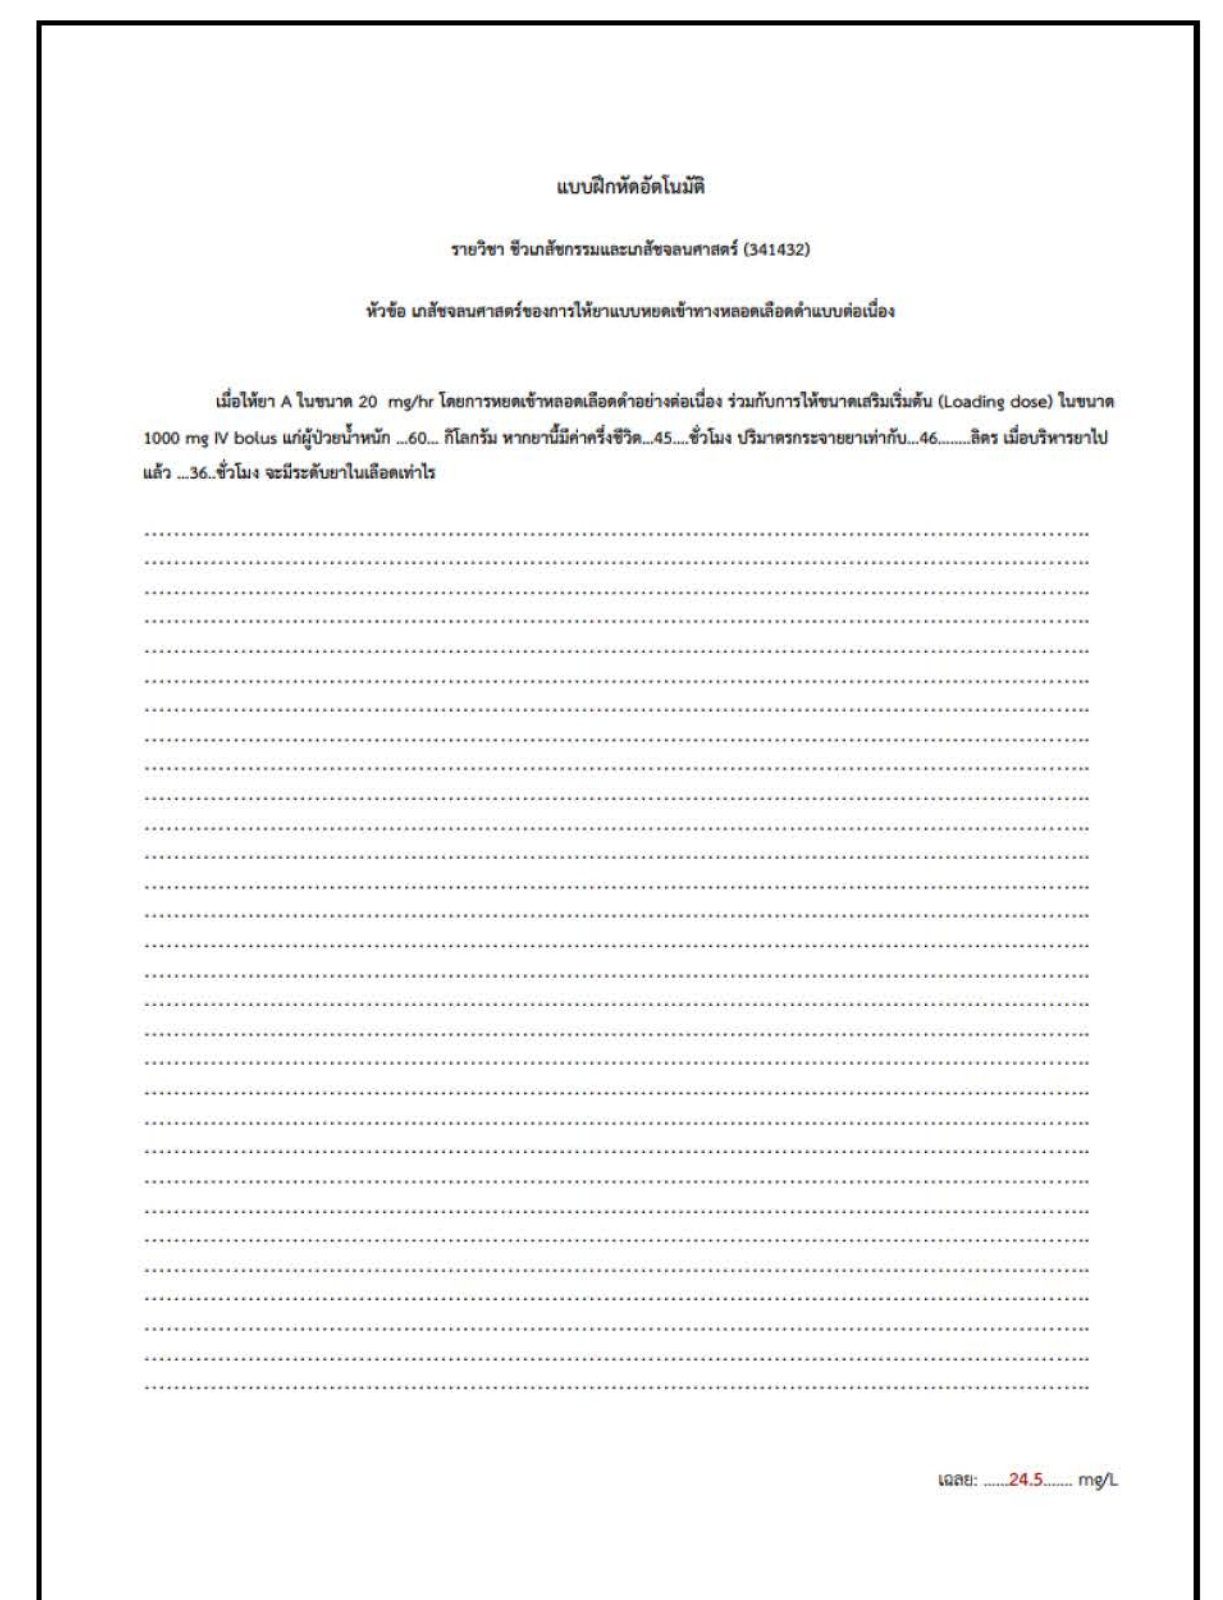 แบบฝึกหัดอัตโนมัติ
รายวิชา ชีวเภสัชกรรมและเภสัชจลนศาสตร์ (341432)
หัวข้อ เภสัชจลนศาสตร์ของการให้ยาแบบหยดเข้าทางหลอดเลือดดำแบบต่อเนื่อง
เมื่อให้ยา A ในขนาด 20 mg/hr โดยการหยดเข้าหลอดเลือดดำอย่างต่อเนื่อง ร่วมกับการให้ขนาดเสริมเริ่มต้น (Loading dose) ในขนาด
1000 mg IV bolus แก่ผู้ป่วยน้ำหนัก ...60... กิโลกรัม หากยานี้มีค่าครึ่งชีวิต...45....ชั่วโมง ปริมาตรกระจายยาเท่ากับ...46.........ลิตร เมื่อบริหารยาไป
แล้ว ...36..ชั่วโมง จะมีระดับยาในเลือดเท่าไร
เฉลย: ......24.5....... mg/L